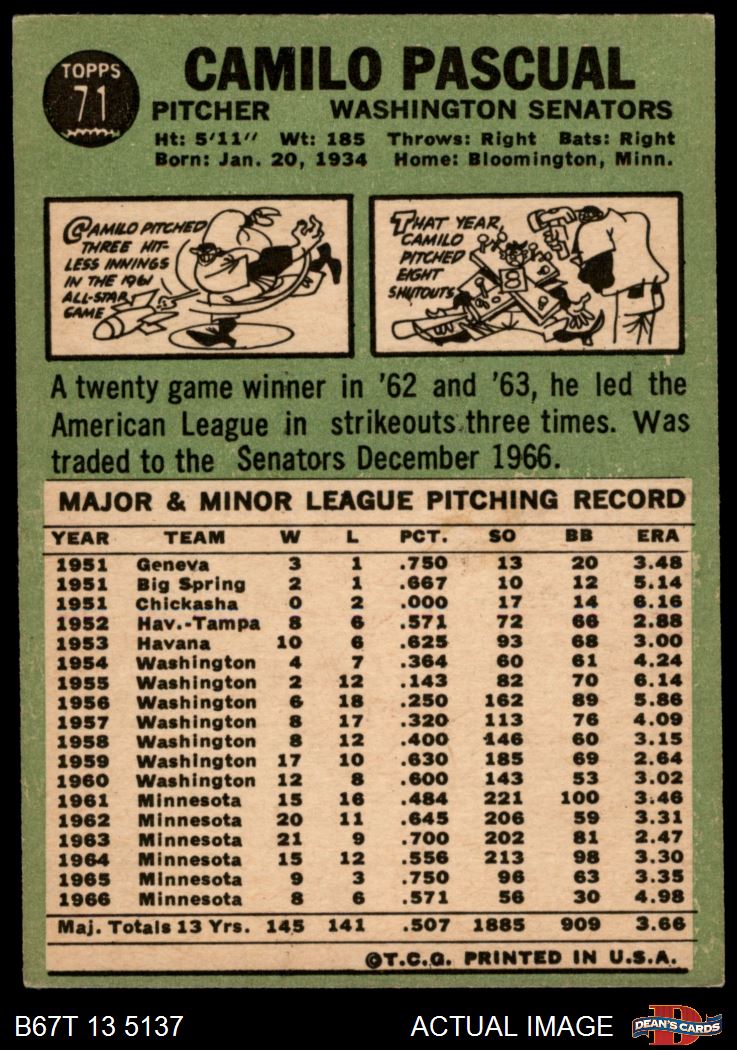 TOPPS
71
CAMILO PASCUAL
PITCHER WASHINGTON SENATORS
Ht: 5'11" Wt: 185 Throws: Right Bats: Right
Born: Jan. 20, 1934 Home: Bloomington, Minn.
CAMILO PITCHED
THREE HIT-
LESS INNINGS
IN THE 1961
ALL-STAR
GAME
THAT YEAR,
CAMILO
PITCHED
EIGHT
SHUTOUTS
8
A twenty game winner in '62 and '63, he led the
American League in strikeouts three times. Was
traded to the Senators December 1966.
MAJOR & MINOR LEAGUE PITCHING RECORD
YEAR TEAM W L PCT. SO BB ERA
1951 Geneva 3 1 .750 13 20 3.48
1951 Big Spring 2 1 .667 10 12 5.14
1951 Chickasha 0 2 .000 17 14 6.16
1952 Hav.-Tampa 8 6 .571 72 66 2.88
1953 Havana 10 6 .625 93 68 3.00
1954 Washington 4 7 .364 60 61 4.24
1955 Washington 2 12 .143 82 70 6.14
1956 Washington 6 18 .250 162 89 5.86
1957 Washington 8 17 .320 113 76 4.09
1958 Washington 8 12 .400 146 60 3.15
1959 Washington 17 10 .630 185 69 2.64
1960 Washington 12 8 .600 143 53 3.02
1961 Minnesota 15 16 .484 221 100 3.46
1962 Minnesota 20 11 .645 206 59 3.31
1963 Minnesota 21 9 .700 202 81 2.47
1964 Minnesota 15 12 .556 213 98 3.30
1965 Minnesota 9 3 .750 96 63 3.35
1966 Minnesota 8 6 .571 56 30 4.98
Maj. Totals 13 Yrs. 145 141 .507 1885 909 3.66
©T.C.G. PRINTED IN U.S.A.
B67T 13 5137 ACTUAL IMAGE
D
DEAN'S CARDS